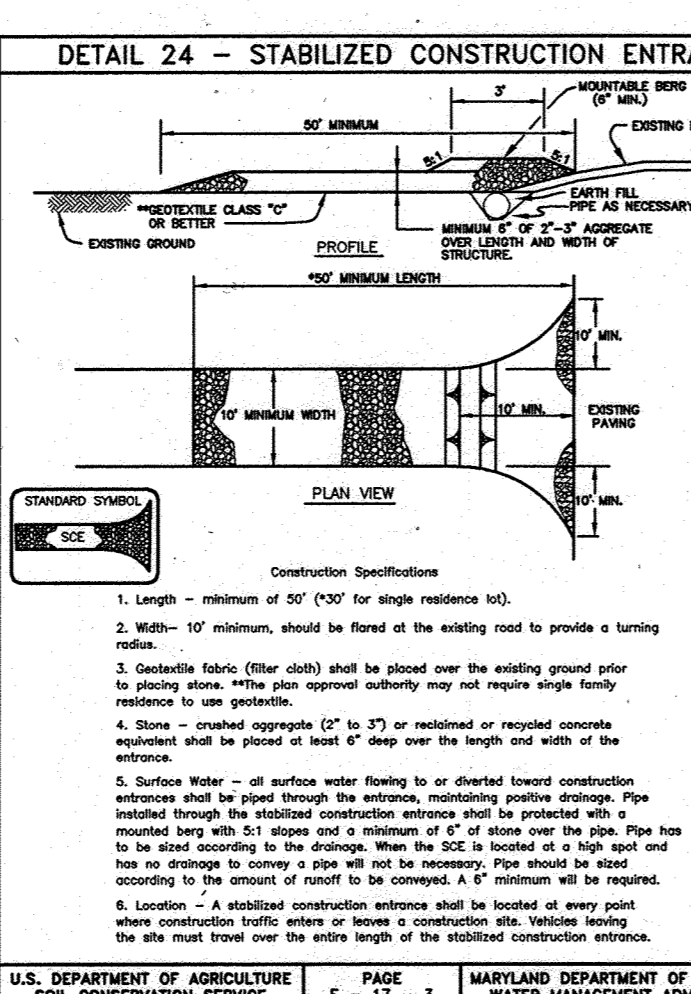 DETAIL 24 – STABILIZED CONSTRUCTION ENTRA
3'
MOUNTABLE BERG
(6" MIN.)
50' MINIMUM
EXISTING
5:1
5:1
**GEOTEXTILE CLASS "C"
OR BETTER
EARTH FILL
PIPE AS NECESSARY
EXISTING GROUND
MINIMUM 6" OF 2"-3" AGGREGATE
OVER LENGTH AND WIDTH OF
STRUCTURE.
PROFILE
*50' MINIMUM LENGTH
10' MIN.
10' MINIMUM WIDTH
10' MIN.
EXISTING
PAVING
10' MIN.
PLAN VIEW
STANDARD SYMBOL
SCE
Construction Specifications
1. Length – minimum of 50' (*30' for single residence lot).
2. Width– 10' minimum, should be flared at the existing road to provide a turning
radius.
3. Geotextile fabric (filter cloth) shall be placed over the existing ground prior
to placing stone. **The plan approval authority may not require single family
residence to use geotextile.
4. Stone – crushed aggregate (2" to 3") or reclaimed or recycled concrete
equivalent shall be placed at least 6" deep over the length and width of the
entrance.
5. Surface Water – all surface water flowing to or diverted toward construction
entrances shall be piped through the entrance, maintaining positive drainage. Pipe
installed through the stabilized construction entrance shall be protected with a
mounted berg with 5:1 slopes and a minimum of 6" of stone over the pipe. Pipe has
to be sized according to the drainage. When the SCE is located at a high spot and
has no drainage to convey a pipe will not be necessary. Pipe should be sized
according to the amount of runoff to be conveyed. A 6" minimum will be required.
6. Location – A stabilized construction entrance shall be located at every point
where construction traffic enters or leaves a construction site. Vehicles leaving
the site must travel over the entire length of the stabilized construction entrance.
U.S. DEPARTMENT OF AGRICULTURE
SOIL CONSERVATION SERVICE
PAGE
17 – 3
MARYLAND DEPARTMENT OF
WATER MANAGEMENT ADM